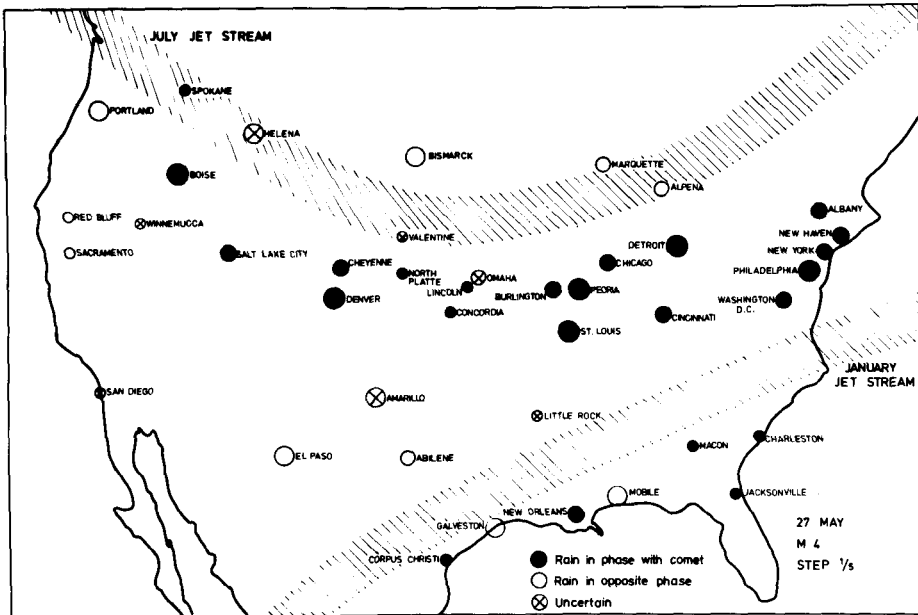 JULY JET STREAM
SPOKANE
PORTLAND
HELENA
BISMARCK
MARQUETTE
BOISE
ALPENA
RED BLUFF
WINNEMUCCA
ALBANY
VALENTINE
NEW HAVEN
SACRAMENTO
SALT LAKE CITY
DETROIT
NEW YORK
CHEYENNE
CHICAGO
NORTH
PLATTE
OMAHA
PHILADELPHIA
LINCOLN
BURLINGTON
PEORIA
DENVER
WASHINGTON
D.C.
CONCORDIA
CINCINNATI
ST. LOUIS
JANUARY
JET STREAM
SAN DIEGO
AMARILLO
LITTLE ROCK
CHARLESTON
MACON
EL PASO
ABILENE
MOBILE
JACKSONVILLE
NEW ORLEANS
GALVESTON
27 MAY
M 4
STEP 1/s
CORPUS CHRISTI
Rain in phase with comet
Rain in opposite phase
Uncertain